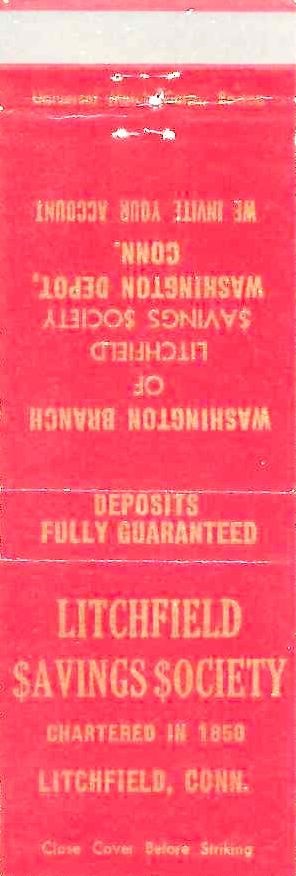 WE INVITE YOUR ACCOUNT
WASHINGTON BRANCH
OF
LITCHFIELD
$AVINGS $OCIETY
WASHINGTON DEPOT,
CONN.
DEPOSITS
FULLY GUARANTEED
LITCHFIELD
$AVINGS $OCIETY
CHARTERED IN 1850
LITCHFIELD, CONN.
Close Cover Before Striking